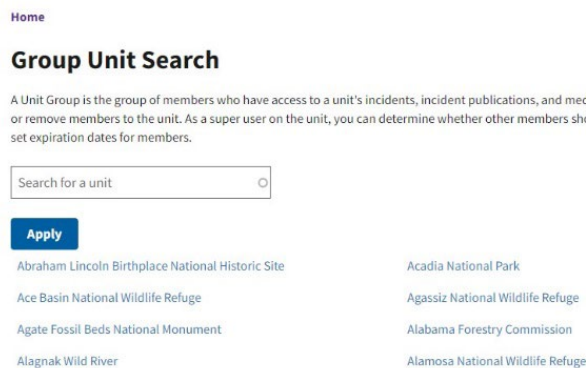 Home
Group Unit Search
A Unit Group is the group of members who have access to a unit's incidents, incident publications, and
or remove members to the unit. As a super user on the unit, you can determine whether other members
set expiration dates for members.
Search for a unit
Apply
Abraham Lincoln Birthplace National Historic Site Acadia National Park
Ace Basin National Wildlife Refuge Agassiz National Wildlife Refuge
Agate Fossil Beds National Monument Alabama Forestry Commission
Alagnak Wild River Alamosa National Wildlife Refuge